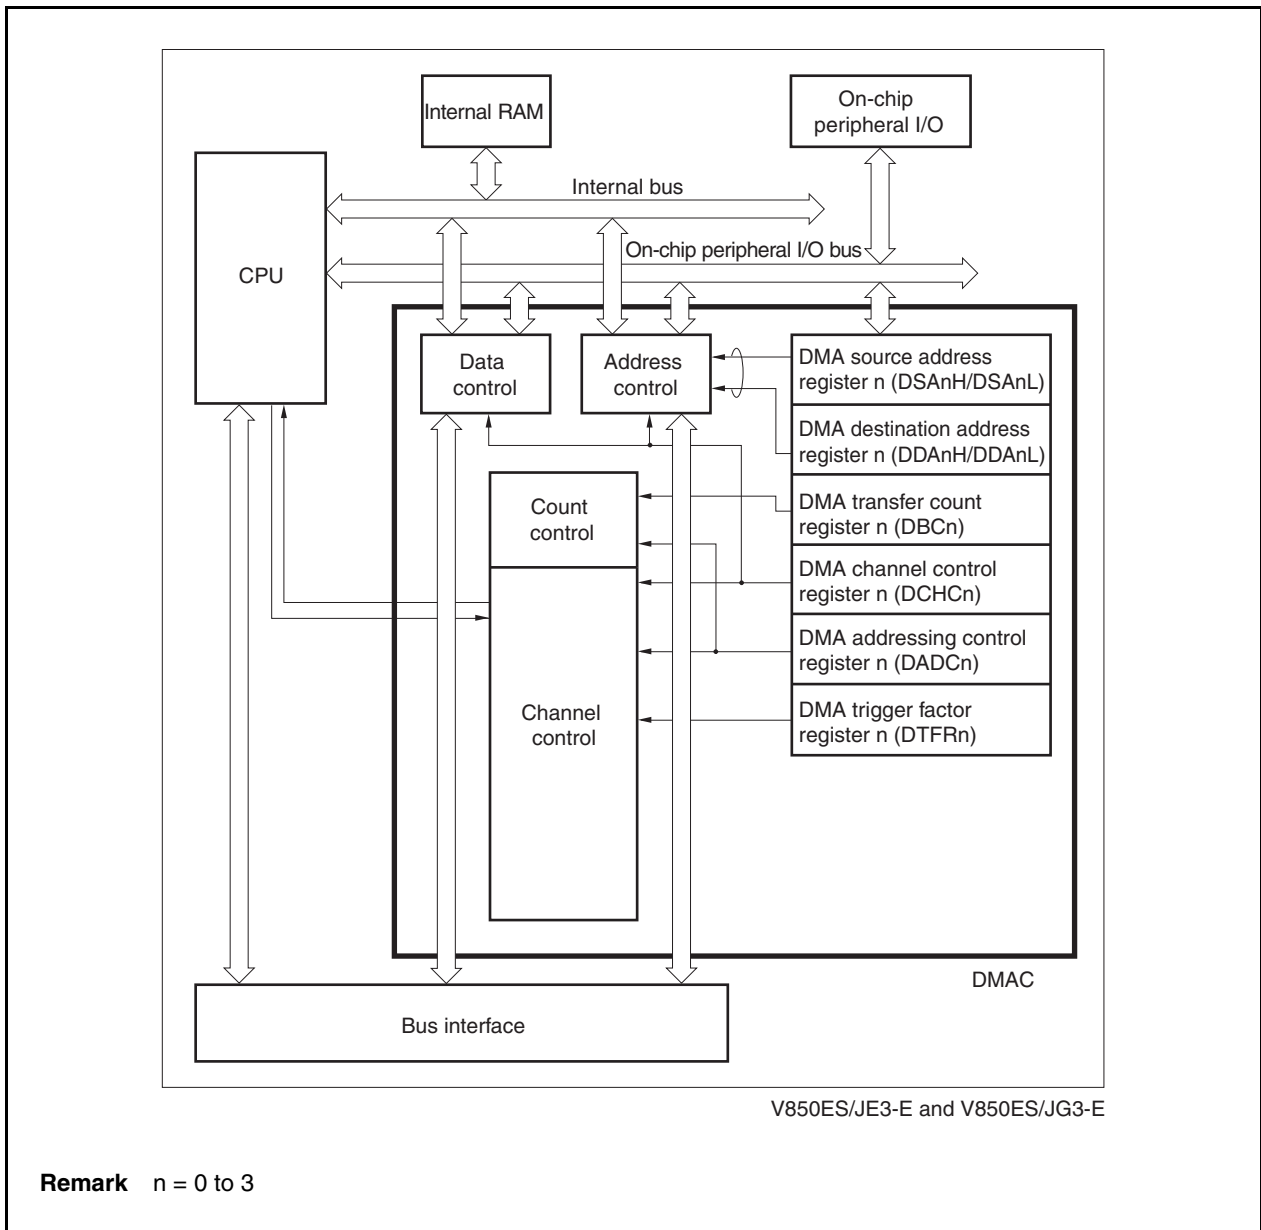 Internal RAM
On-chip
peripheral I/O
Internal bus
On-chip peripheral I/O bus
CPU
Data
control
Address
control
DMA source address
register n (DSAnH/DSAnL)
DMA destination address
register n (DDAnH/DDAnL)
Count
control
DMA transfer count
register n (DBCn)
DMA channel control
register n (DCHCn)
DMA addressing control
register n (DADCn)
Channel
control
DMA trigger factor
register n (DTFRn)
DMAC
Bus interface
V850ES/JE3-E and V850ES/JG3-E
Remark n = 0 to 3